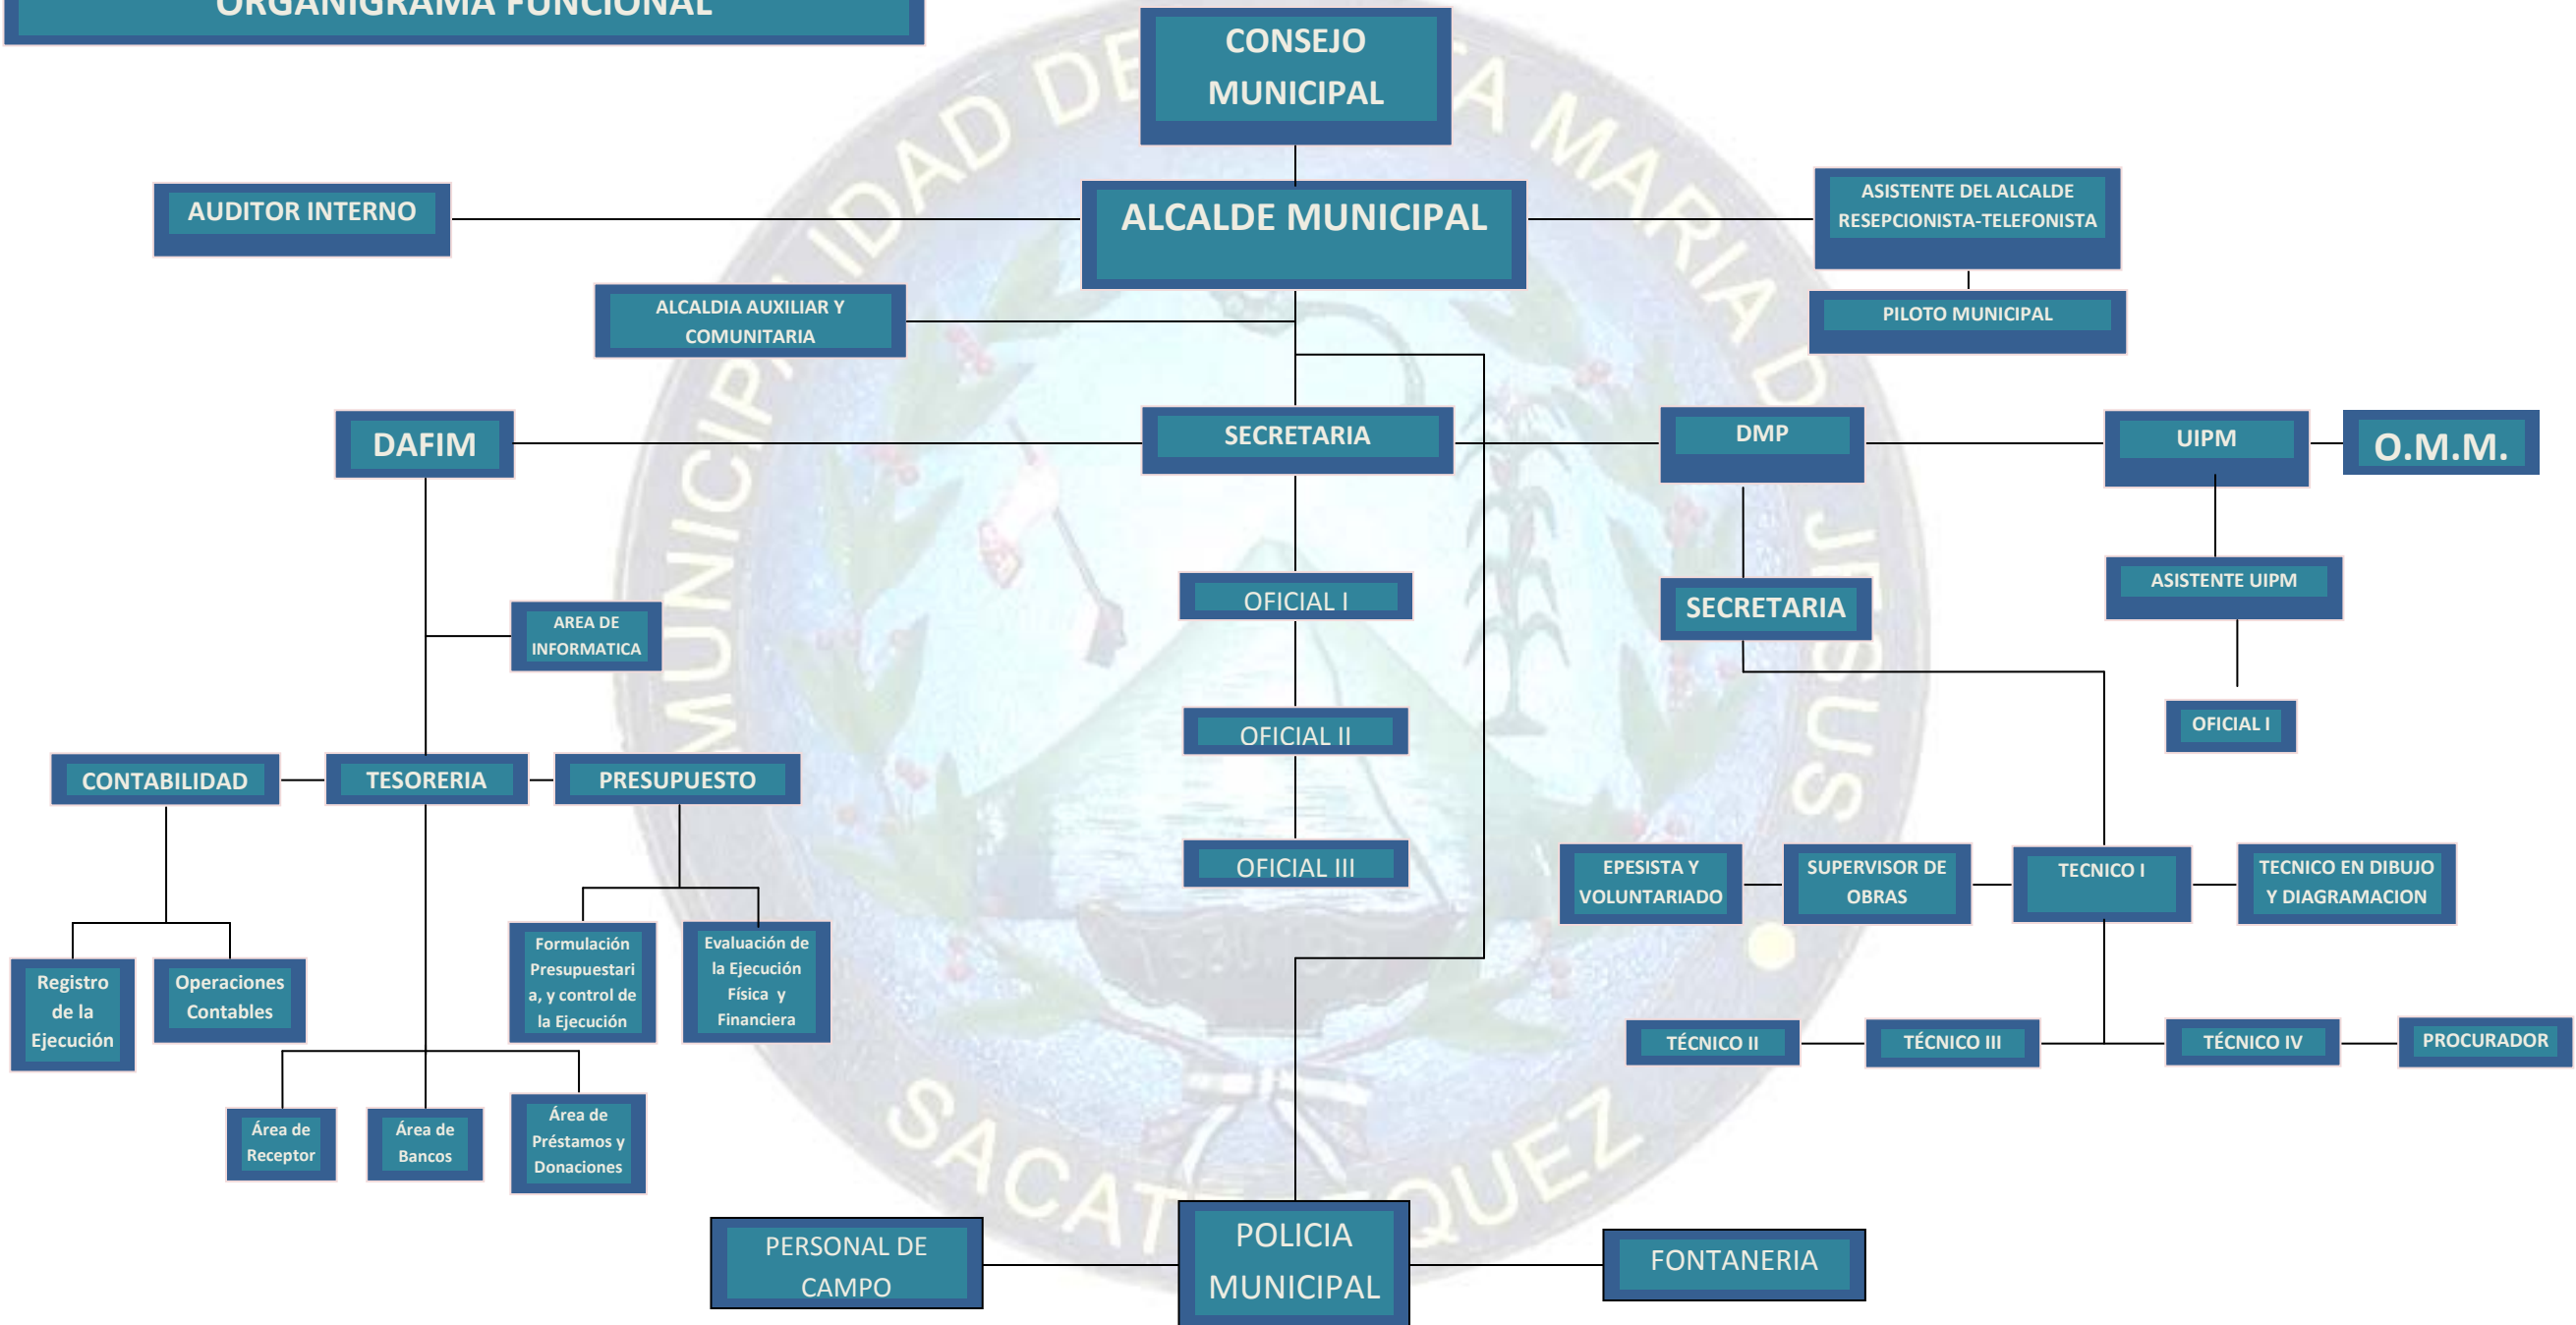 ORGANIGRAMA FUNCIONAL
CONSEJO
MUNICIPAL
AUDITOR INTERNO
ALCALDE MUNICIPAL
ASISTENTE DEL ALCALDE
RESEPCIONISTA-TELEFONISTA
ALCALDIA AUXILIAR Y
COMUNITARIA
PILOTO MUNICIPAL
DAFIM
SECRETARIA
DMP
UIPM
O.M.M.
AREA DE
INFORMATICA
OFICIAL I
SECRETARIA
ASISTENTE UIPM
OFICIAL II
OFICIAL I
CONTABILIDAD
TESORERIA
PRESUPUESTO
OFICIAL III
EPESISTA Y
VOLUNTARIADO
SUPERVISOR DE
OBRAS
TECNICO I
TECNICO EN DIBUJO
Y DIAGRAMACION
Registro
de la
Ejecución
Operaciones
Contables
Formulación
Presupuestari
a, y control de
la Ejecución
Evaluación de
la Ejecución
Física y
Financiera
TÉCNICO II
TÉCNICO III
TÉCNICO IV
PROCURADOR
Área de
Receptor
Área de
Bancos
Área de
Préstamos y
Donaciones
PERSONAL DE
CAMPO
POLICIA
MUNICIPAL
FONTANERIA
MARIA
JESUS